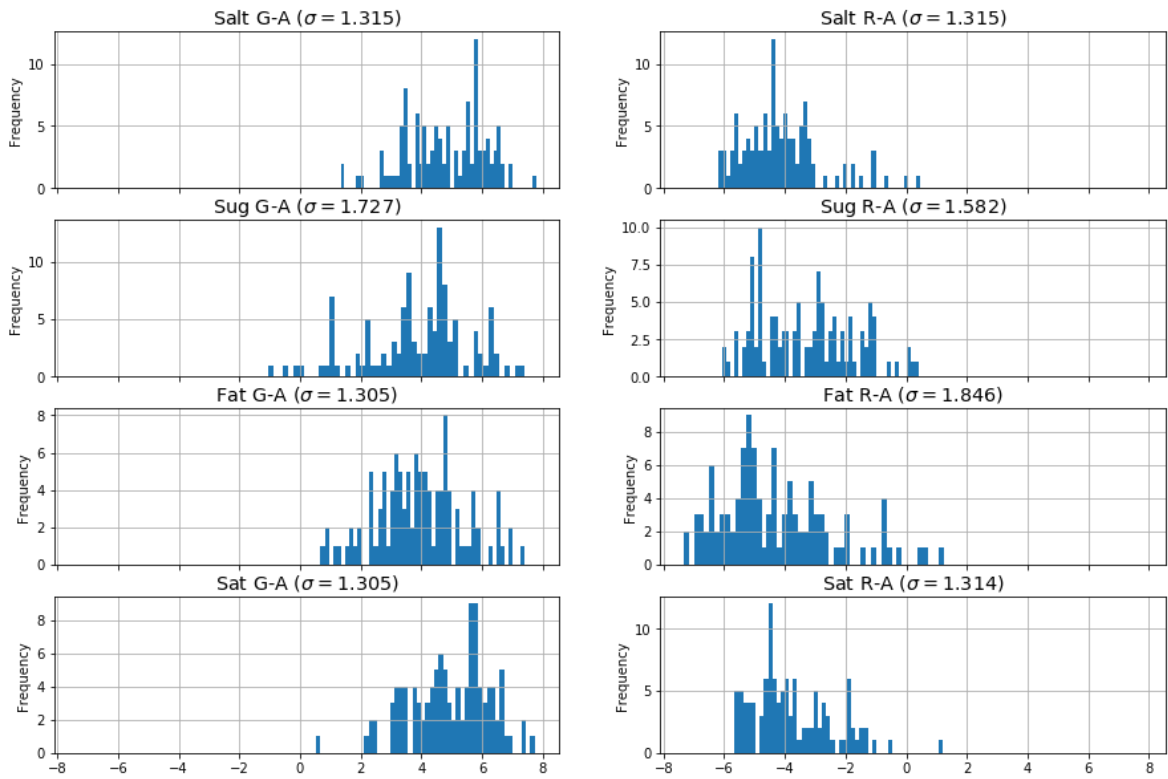 Salt G-A (σ = 1.315)
Frequency
10
5
0
Salt R-A (σ = 1.315)
Frequency
10
5
0
Sug G-A (σ = 1.727)
Frequency
10
5
0
Sug R-A (σ = 1.582)
Frequency
10.0
7.5
5.0
2.5
0.0
Fat G-A (σ = 1.305)
Frequency
8
6
4
2
0
Fat R-A (σ = 1.846)
Frequency
8
6
4
2
0
Sat G-A (σ = 1.305)
Frequency
8
6
4
2
0
−8 −6 −4 −2 0 2 4 6 8
Sat R-A (σ = 1.314)
Frequency
10
5
0
−8 −6 −4 −2 0 2 4 6 8